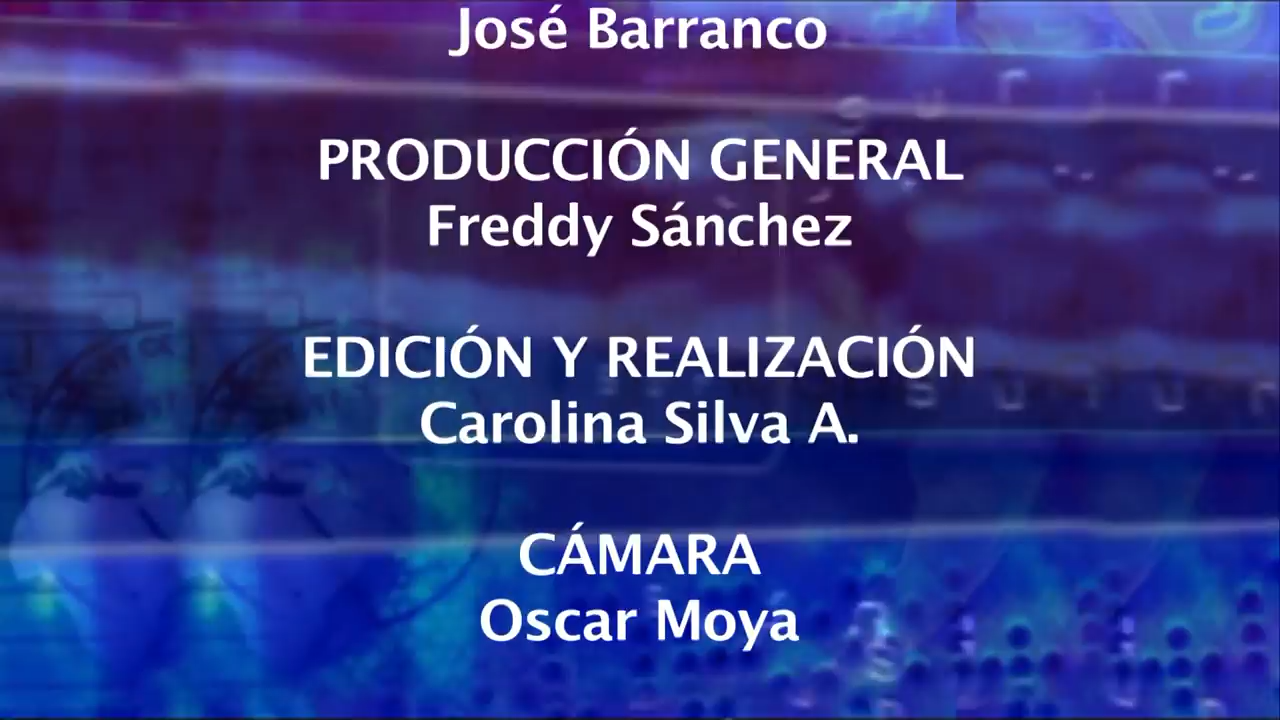 José Barranco
PRODUCCIÓN GENERAL
Freddy Sánchez
EDICIÓN Y REALIZACIÓN
Carolina Silva A.
CÁMARA
Oscar Moya